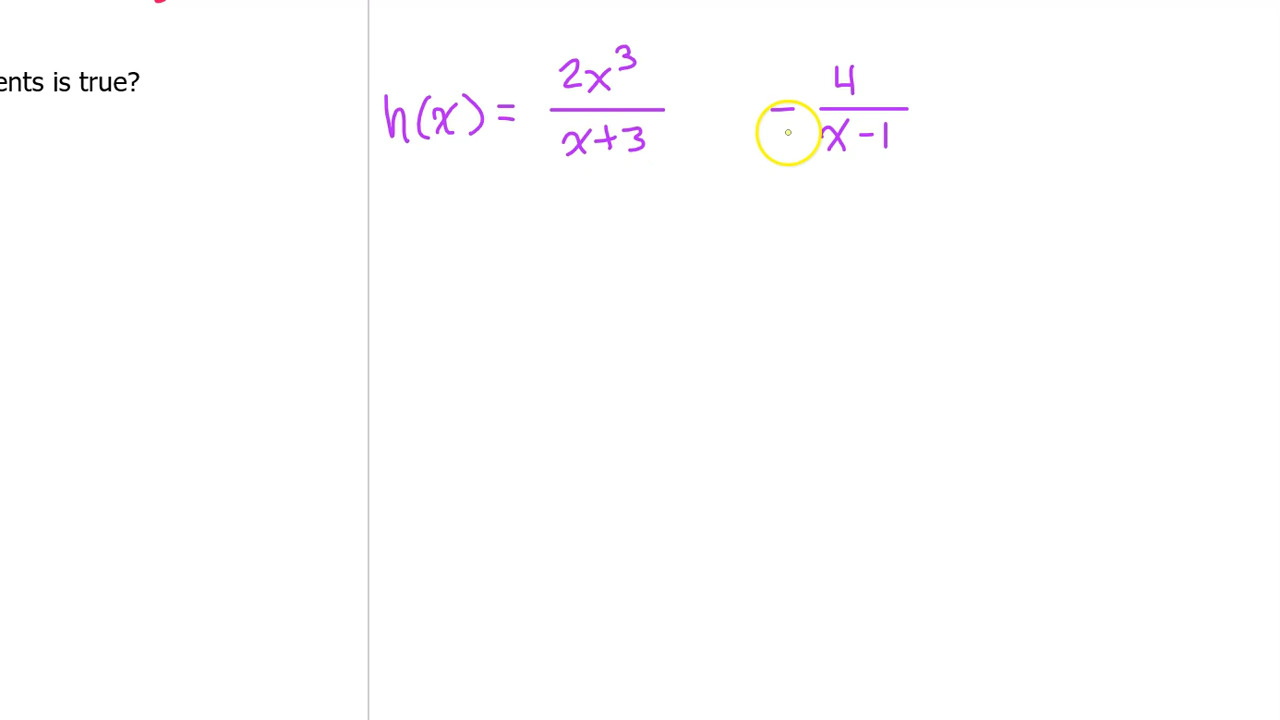 ents is true?
h(x) = 2x³/(x+3) − 4/(x−1)